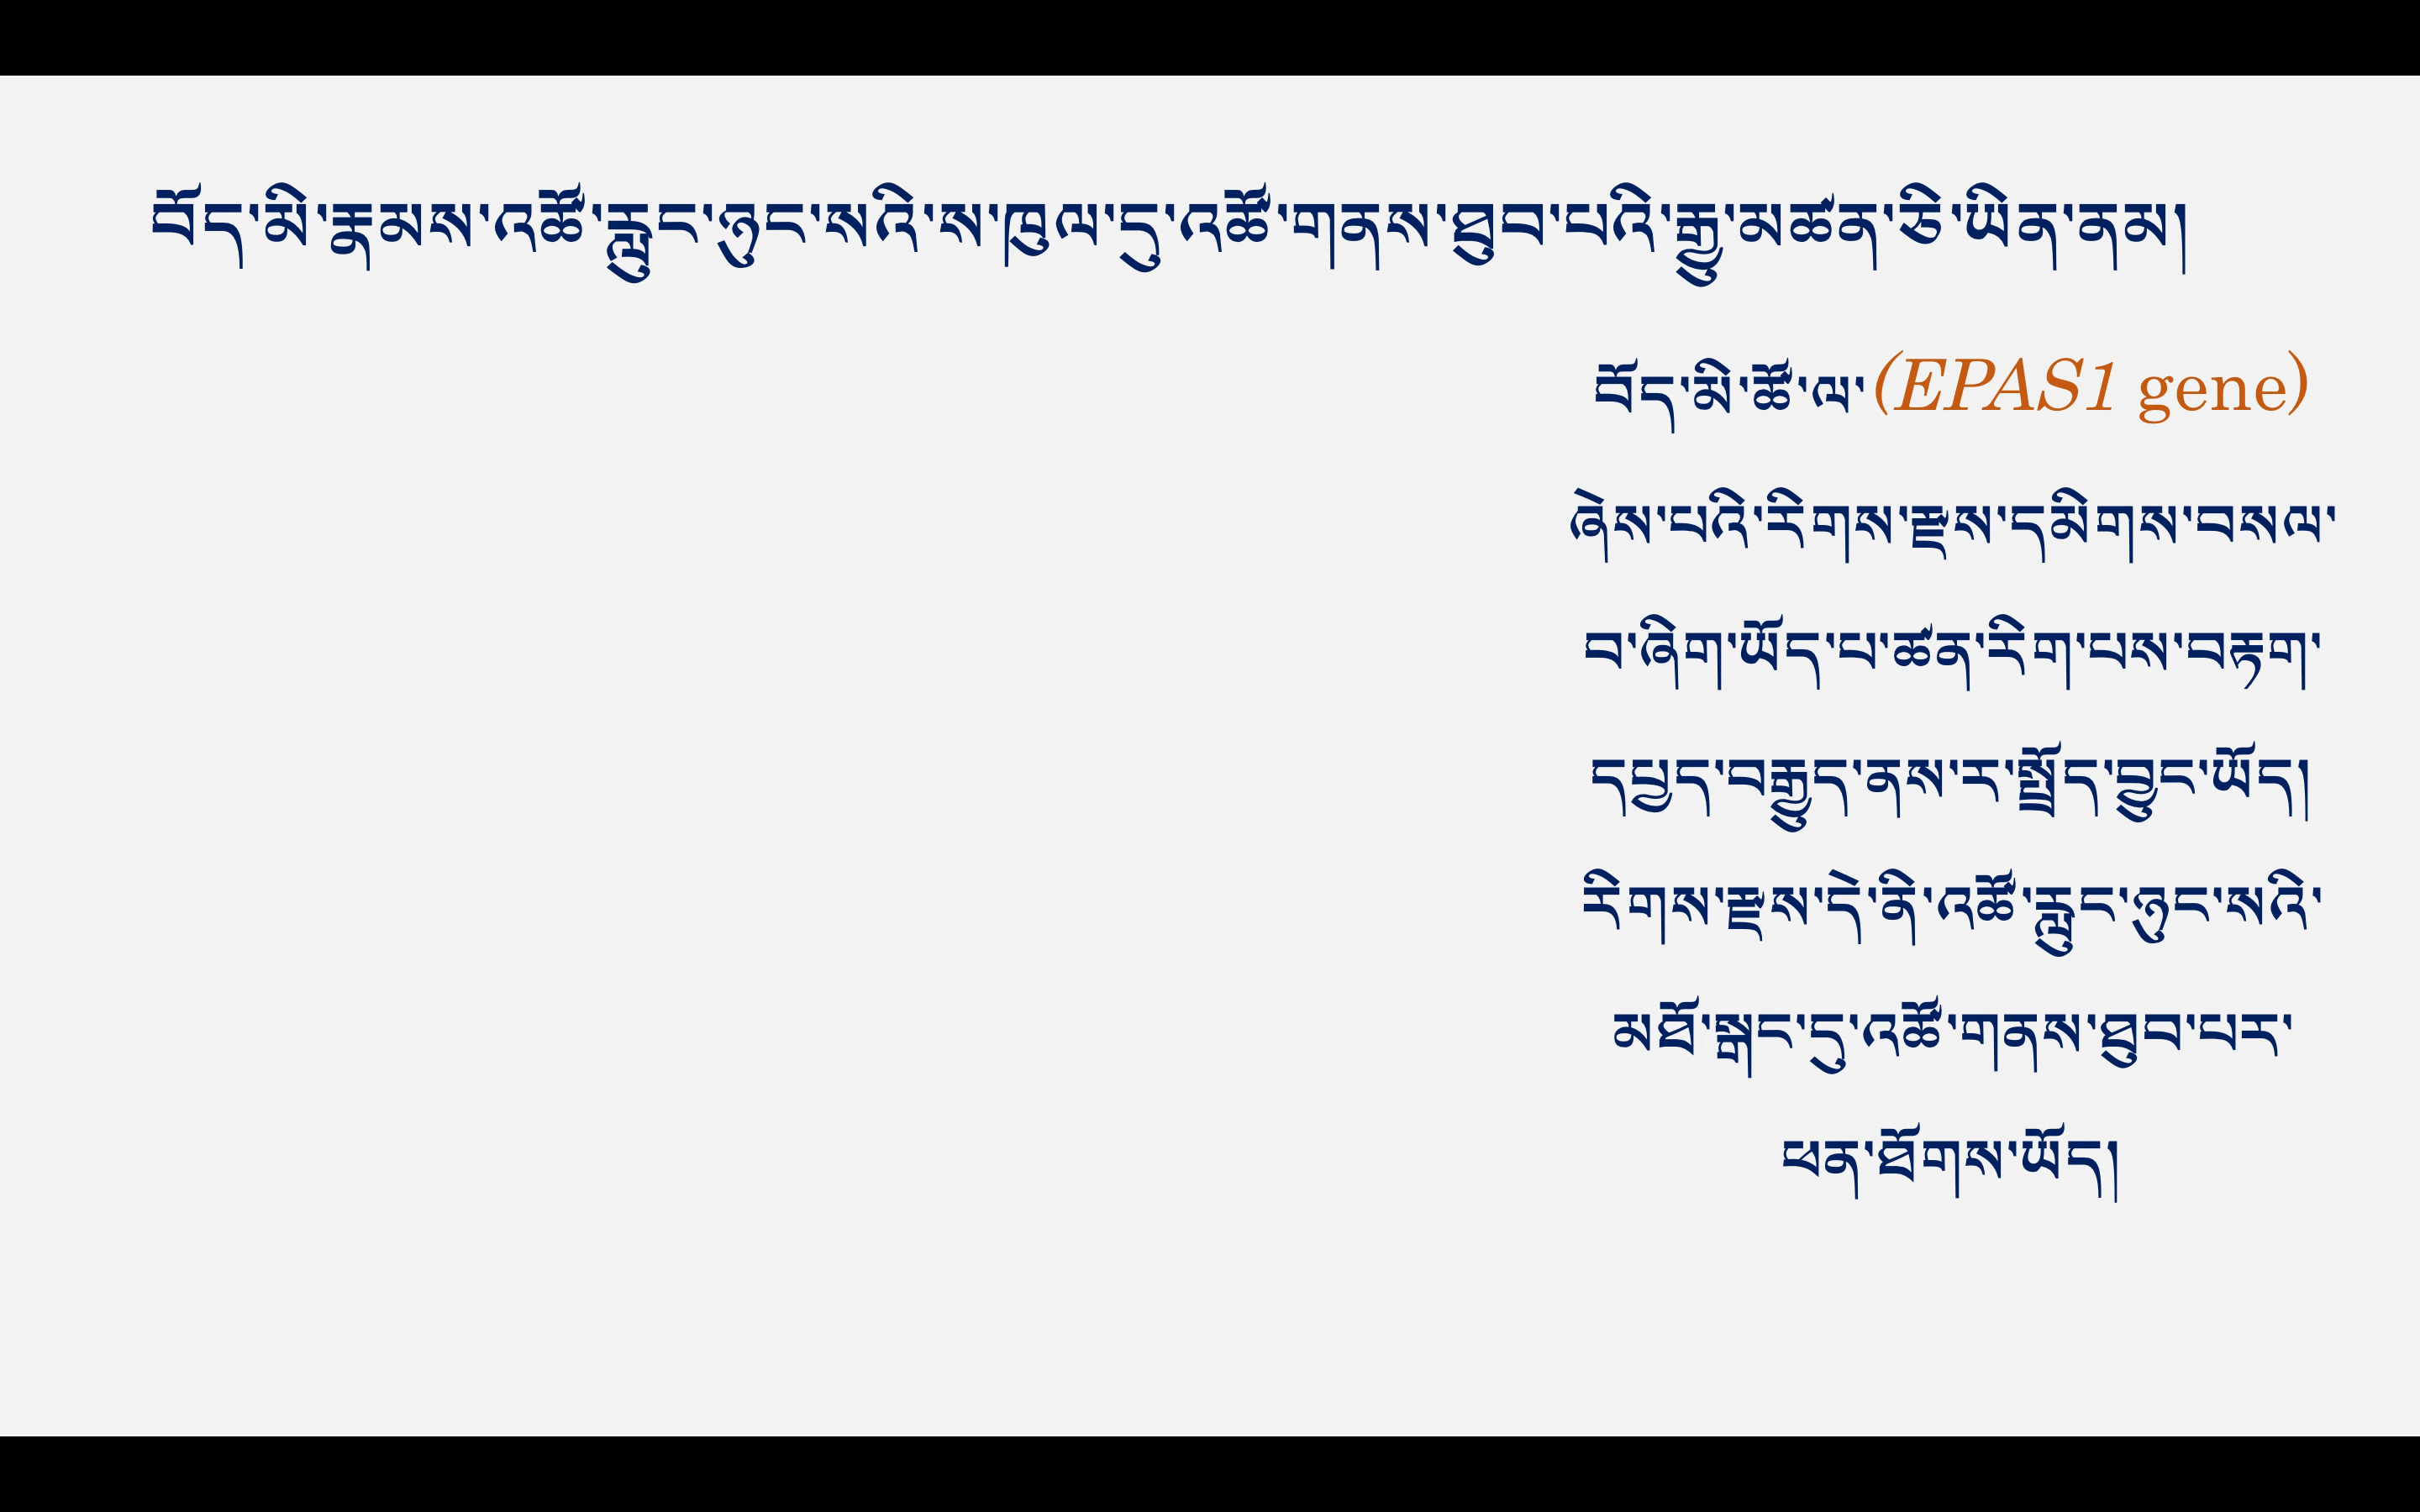 བོད་མི་རྣམས་འཚོ་རླུང་ཉུང་སའི་ས་ཁུལ་དུ་འཚོ་གནས་ཐུབ་པའི་རྒྱུ་མཚན་ཅི་ཡིན་ནམ།
བོད་མི་ཚོ་ལ་(EPAS1 gene)
ཞེས་པའི་རིགས་རྫས་དམིགས་བསལ་
བ་ཞིག་ཡོད་པ་ཚན་རིག་པས་བརྟག་
དཔྱད་བརྒྱུད་ནས་ར་སྤྲོད་བྱུང་ཡོད།
རིགས་རྫས་དེ་ནི་འཚོ་རླུང་ཉུང་སའི་
མཐོ་སྒང་དུ་འཚོ་གནས་ཐུབ་པར་
ཕན་ཐོགས་ཡོད།